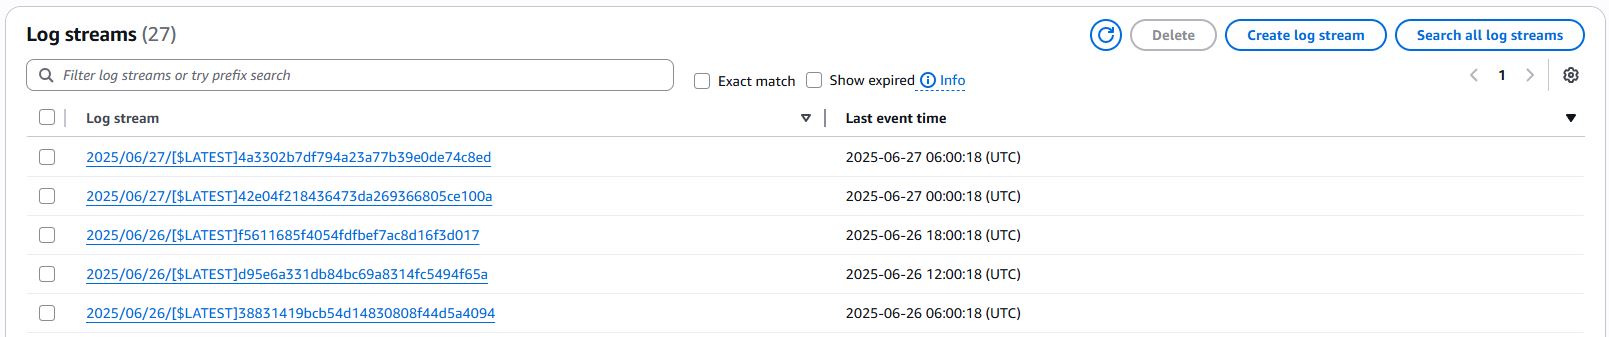 Log streams (27)
Delete
Create log stream
Search all log streams
Filter log streams or try prefix search
Exact match
Show expired
Info
1
Log stream
Last event time
2025/06/27/[$LATEST]4a3302b7df794a23a77b39e0de74c8ed
2025-06-27 06:00:18 (UTC)
2025/06/27/[$LATEST]42e04f218436473da269366805ce100a
2025-06-27 00:00:18 (UTC)
2025/06/26/[$LATEST]f5611685f4054fdfbef7ac8d16f3d017
2025-06-26 18:00:18 (UTC)
2025/06/26/[$LATEST]d95e6a331db84bc69a8314fc5494f65a
2025-06-26 12:00:18 (UTC)
2025/06/26/[$LATEST]38831419bcb54d14830808f44d5a4094
2025-06-26 06:00:18 (UTC)